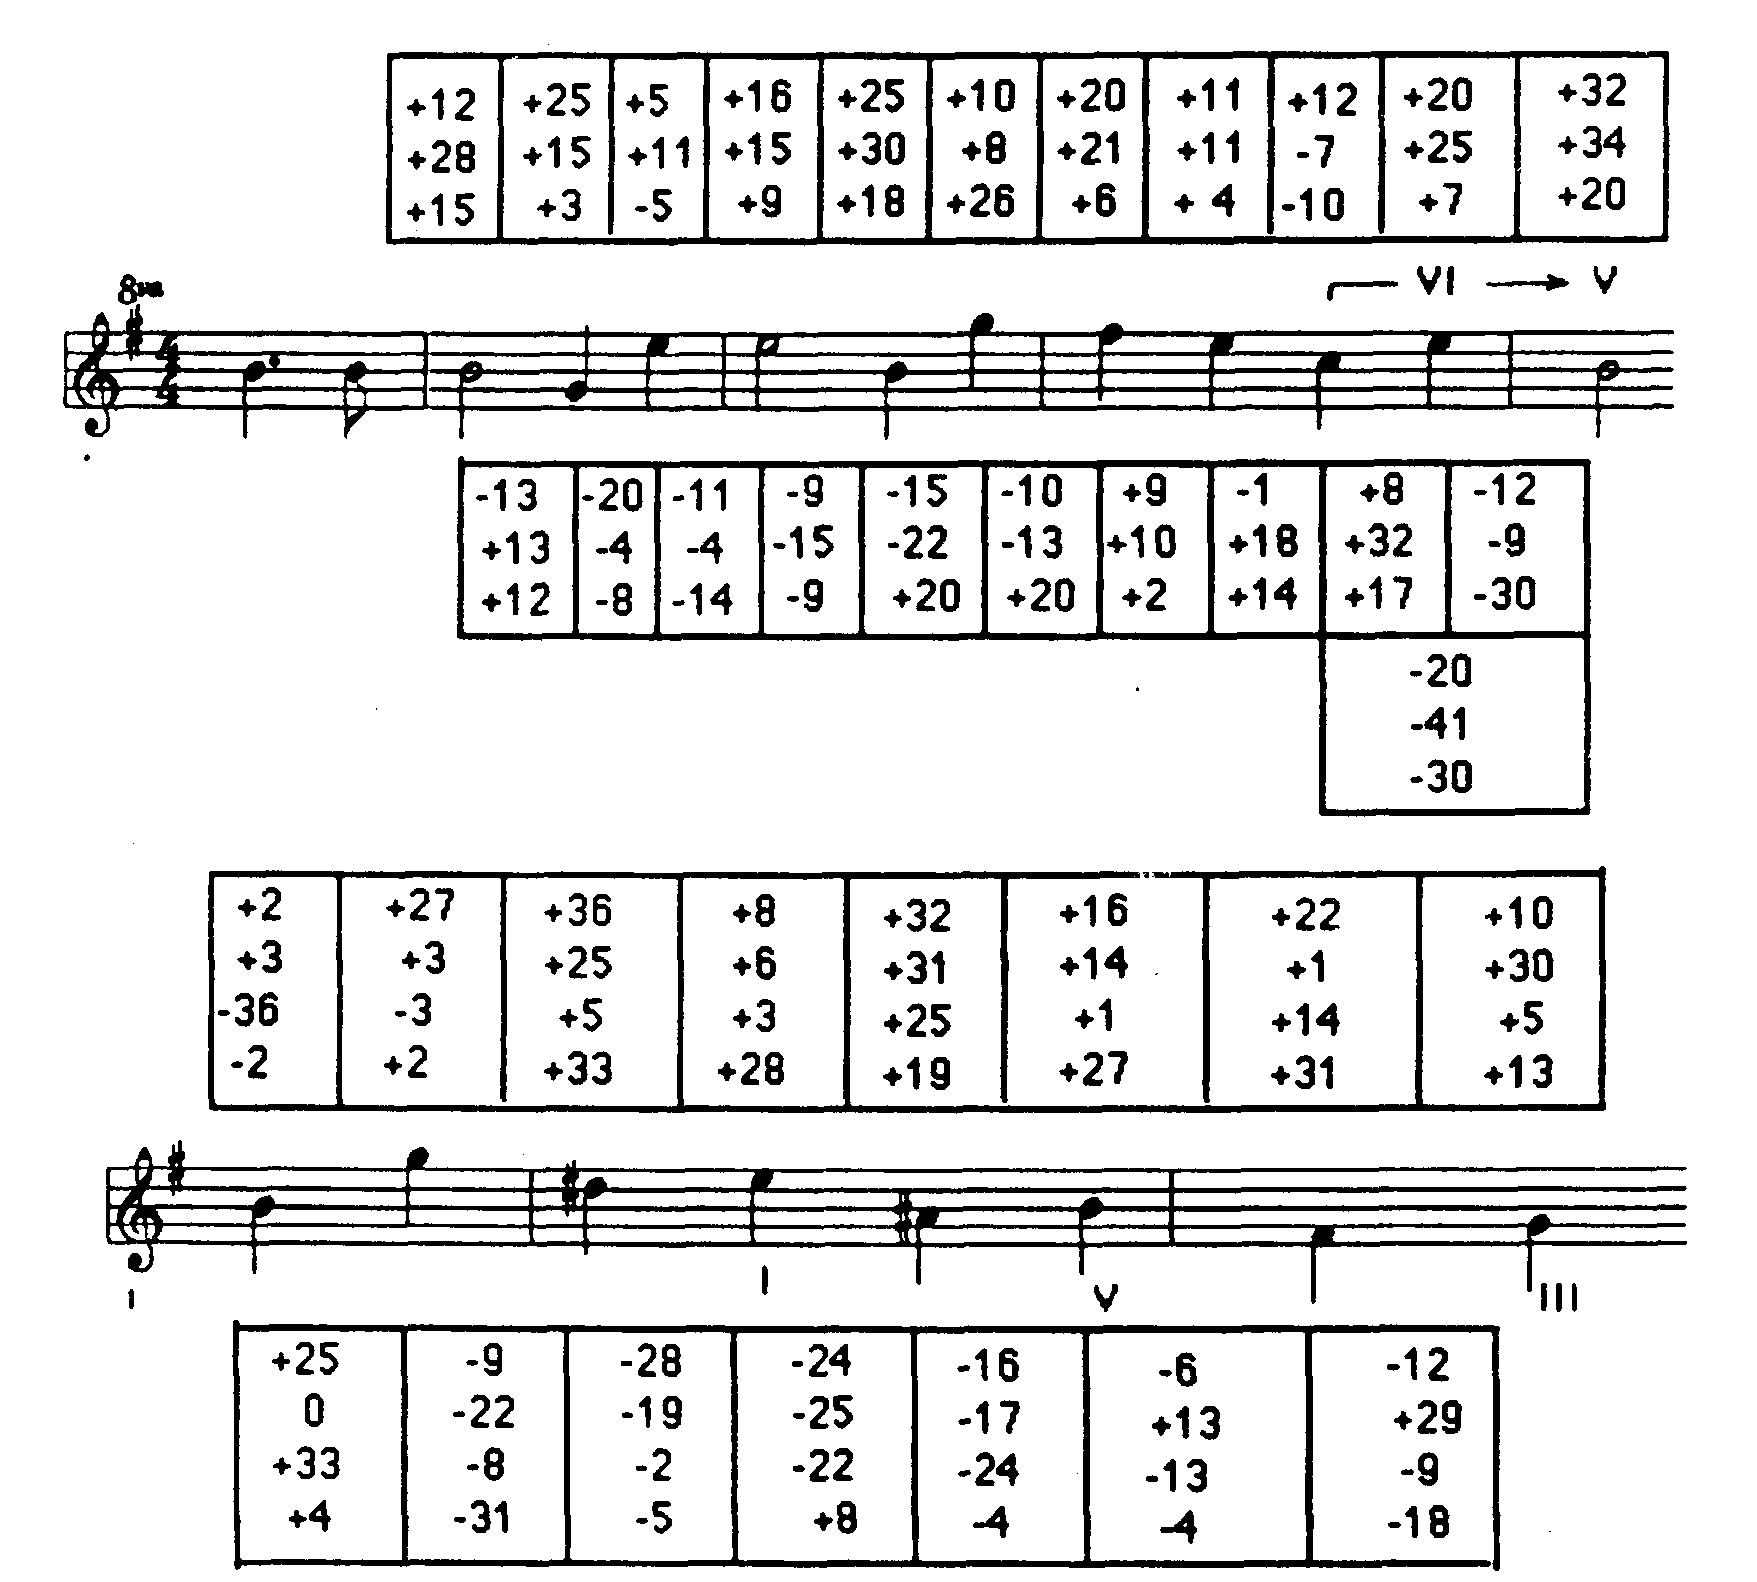 +12 +25 +5 +16 +25 +10 +20 +11 +12 +20 +32
+28 +15 +11 +15 +30 +8 +21 +11 -7 +25 +34
+15 +3 -5 +9 +18 +26 +6 + 4 -10 +7 +20
VI V
8va
4
4
-13 -20 -11 -9 -15 -10 +9 -1 +8 -12
+13 -4 -4 -15 -22 -13 +10 +18 +32 -9
+12 -8 -14 -9 +20 +20 +2 +14 +17 -30
-20
-41
-30
+2 +27 +36 +8 +32 +16 +22 +10
+3 +3 +25 +6 +31 +14 +1 +30
-36 -3 +5 +3 +25 +1 +14 +5
-2 +2 +33 +28 +19 +27 +31 +13
I I V III
+25 -9 -28 -24 -16 -6 -12
0 -22 -19 -25 -17 +13 +29
+33 -8 -2 -22 -24 -13 -9
+4 -31 -5 +8 -4 -4 -18